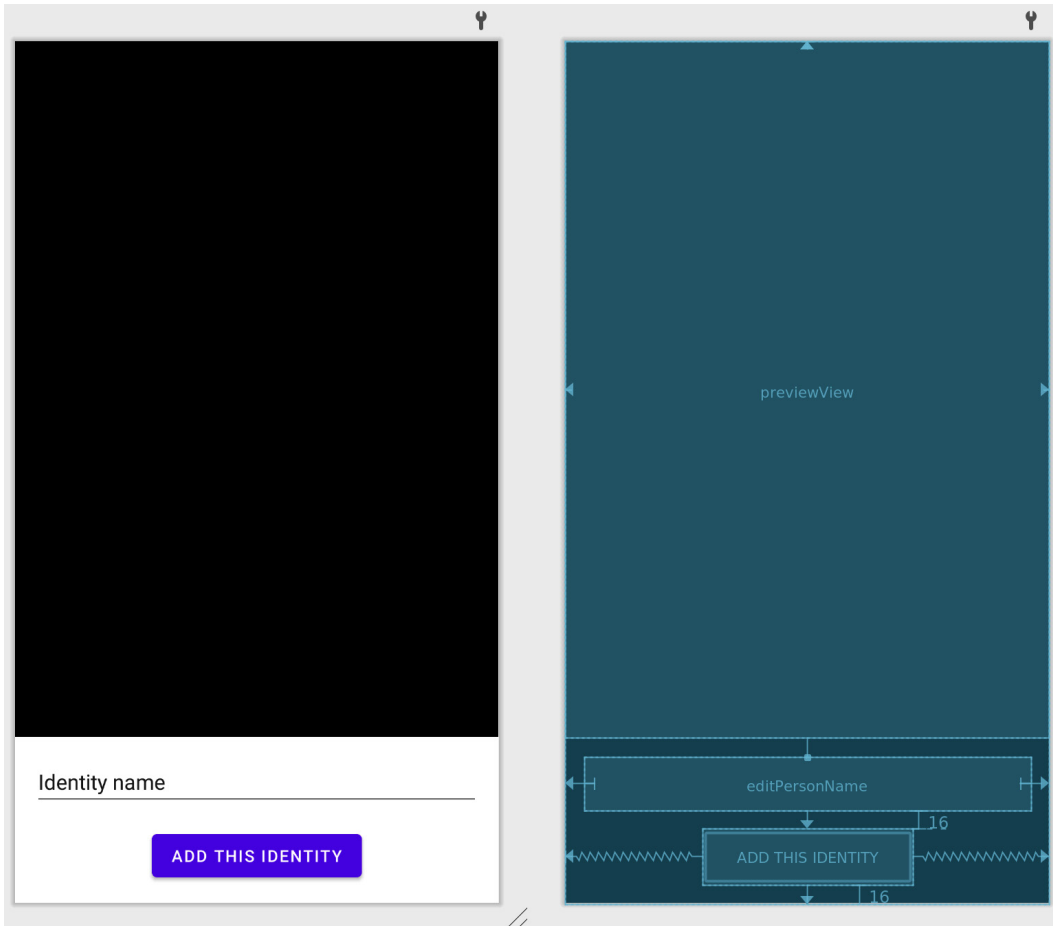 Identity name
ADD THIS IDENTITY
previewView
editPersonName
16
ADD THIS IDENTITY
16